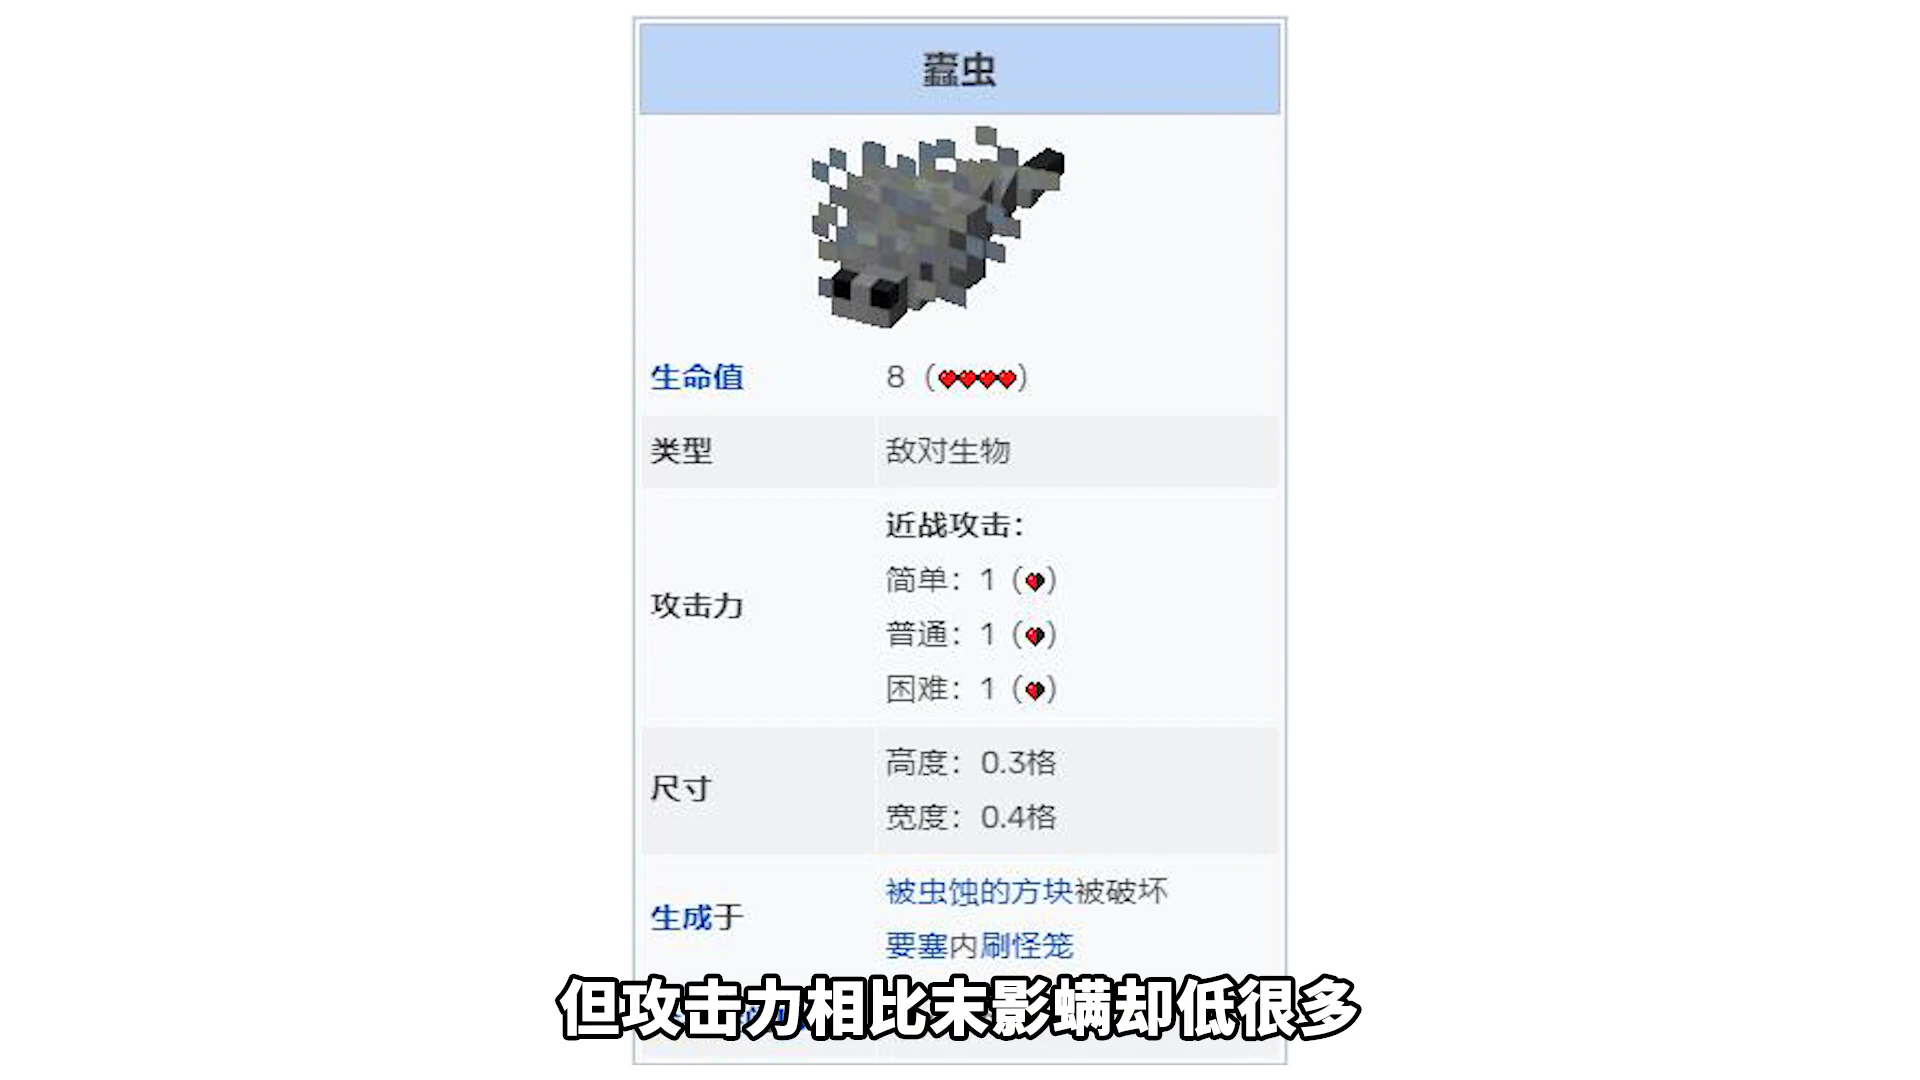 蠹虫
生命值 8 ()
类型 敌对生物
近战攻击：
简单：1 ()
攻击力
普通：1 ()
困难：1 ()
高度：0.3格
尺寸
宽度：0.4格
被虫蚀的方块被破坏
生成于
要塞内刷怪笼
但攻击力相比末影螨却低很多